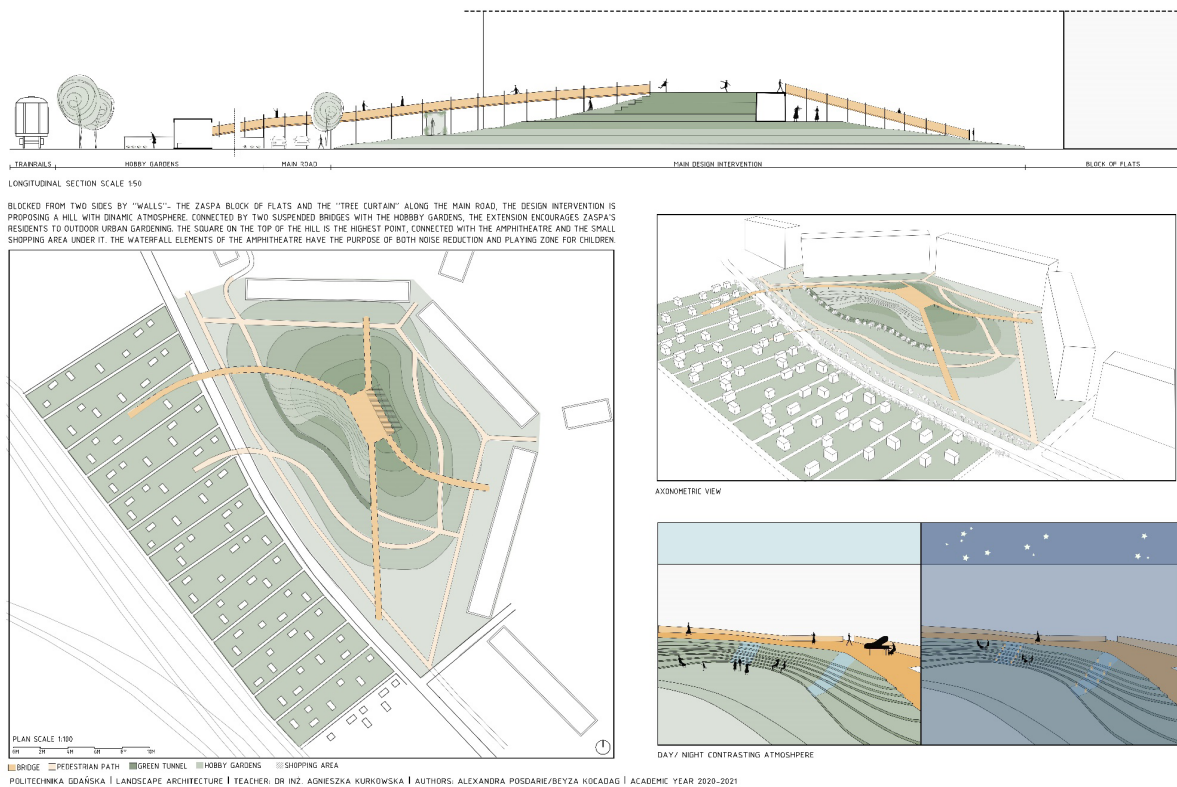 TRAINRAILS
HOBBY GARDENS
MAIN ROAD
MAIN DESIGN INTERVENTION
BLOCK OF FLATS
LONGITUDINAL SECTION SCALE 1:50
BLOCKED FROM TWO SIDES BY "WALLS"- THE ZASPA BLOCK OF FLATS AND THE "TREE CURTAIN" ALONG THE MAIN ROAD, THE DESIGN INTERVENTION IS
PROPOSING A HILL WITH DINAMIC ATMOSPHERE. CONNECTED BY TWO SUSPENDED BRIDGES WITH THE HOBBBY GARDENS, THE EXTENSION ENCOURAGES ZASPA'S
RESIDENTS TO OUTDOOR URBAN GARDENING. THE SQUARE ON THE TOP OF THE HILL IS THE HIGHEST POINT, CONNECTED WITH THE AMPHITHEATRE AND THE SMALL
SHOPPING AREA UNDER IT. THE WATERFALL ELEMENTS OF THE AMPHITHEATRE HAVE THE PURPOSE OF BOTH NOISE REDUCTION AND PLAYING ZONE FOR CHILDREN.
AXONOMETRIC VIEW
DAY/ NIGHT CONTRASTING ATMOSHPERE
PLAN SCALE 1:100
0M 2M 4M 6M 8M 10M
BRIDGE PEDESTRIAN PATH GREEN TUNNEL HOBBY GARDENS SHOPPING AREA
POLITECHNIKA GDAŃSKA | LANDSCAPE ARCHITECTURE | TEACHER: DR INŻ. AGNIESZKA KURKOWSKA | AUTHORS: ALEXANDRA POSDARIE/BEYZA KOCADAG | ACADEMIC YEAR 2020-2021